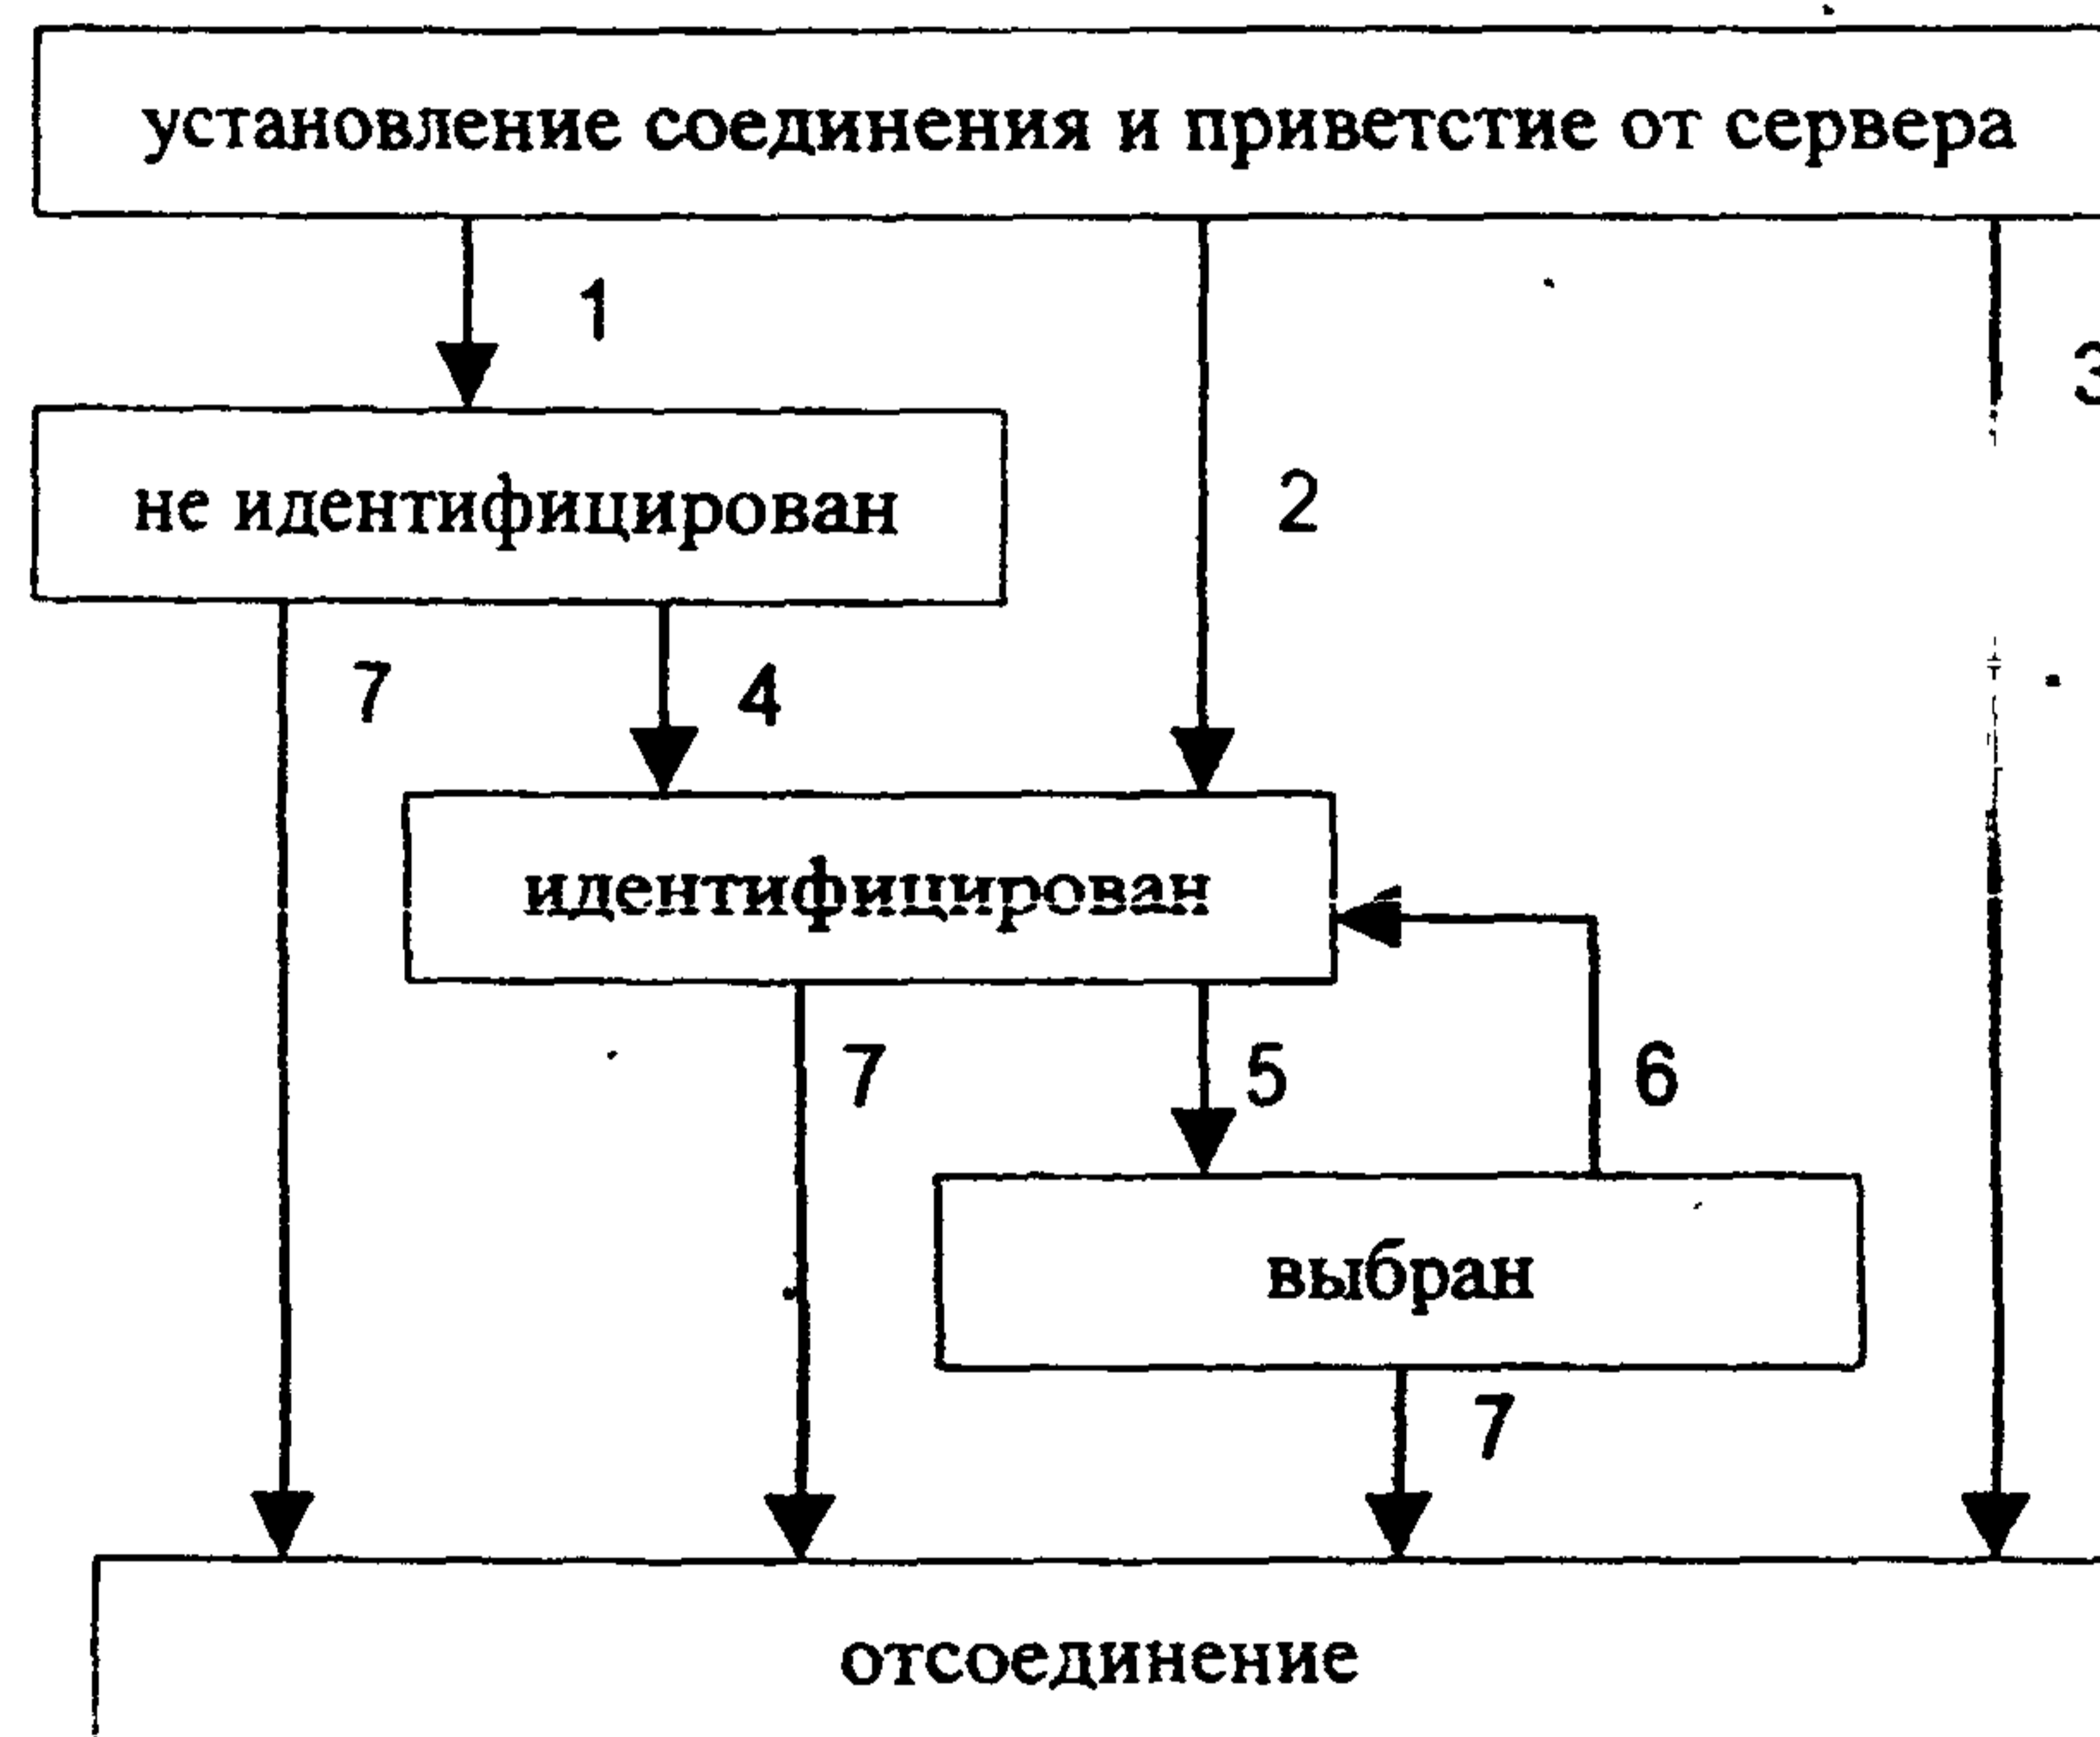 установление соединения и приветстие от сервера
1
3
не идентифицирован
2
7
4
идентифицирован
7
5
6
выбран
7
отсоединение